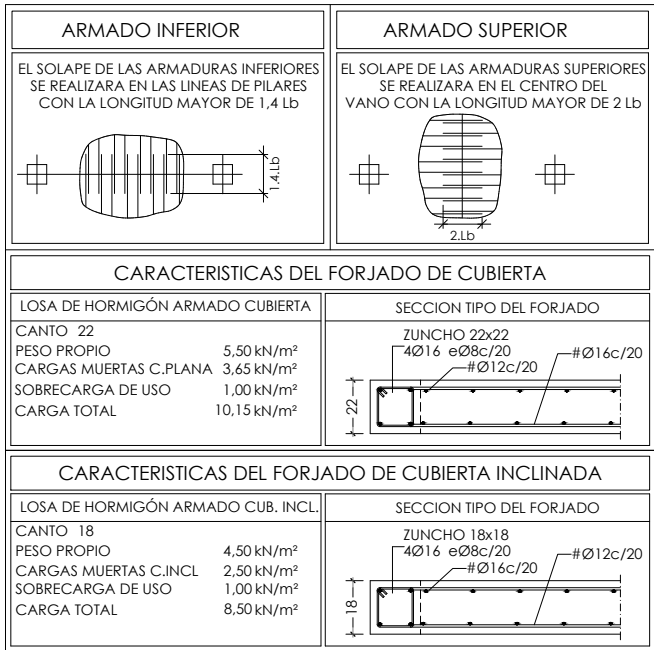 ARMADO INFERIOR
EL SOLAPE DE LAS ARMADURAS INFERIORES
SE REALIZARA EN LAS LINEAS DE PILARES
CON LA LONGITUD MAYOR DE 1,4 Lb
1.4.Lb
ARMADO SUPERIOR
EL SOLAPE DE LAS ARMADURAS SUPERIORES
SE REALIZARA EN EL CENTRO DEL
VANO CON LA LONGITUD MAYOR DE 2 Lb
2.Lb
CARACTERISTICAS DEL FORJADO DE CUBIERTA
LOSA DE HORMIGÓN ARMADO CUBIERTA
CANTO 22
PESO PROPIO 5,50 kN/m²
CARGAS MUERTAS C.PLANA 3,65 kN/m²
SOBRECARGA DE USO 1,00 kN/m²
CARGA TOTAL 10,15 kN/m²
SECCION TIPO DEL FORJADO
ZUNCHO 22x22
4Ø16 eØ8c/20
#Ø16c/20
#Ø12c/20
22
CARACTERISTICAS DEL FORJADO DE CUBIERTA INCLINADA
LOSA DE HORMIGÓN ARMADO CUB. INCL.
CANTO 18
PESO PROPIO 4,50 kN/m²
CARGAS MUERTAS C.INCL 2,50 kN/m²
SOBRECARGA DE USO 1,00 kN/m²
CARGA TOTAL 8,50 kN/m²
SECCION TIPO DEL FORJADO
ZUNCHO 18x18
4Ø16 eØ8c/20
#Ø12c/20
#Ø16c/20
18